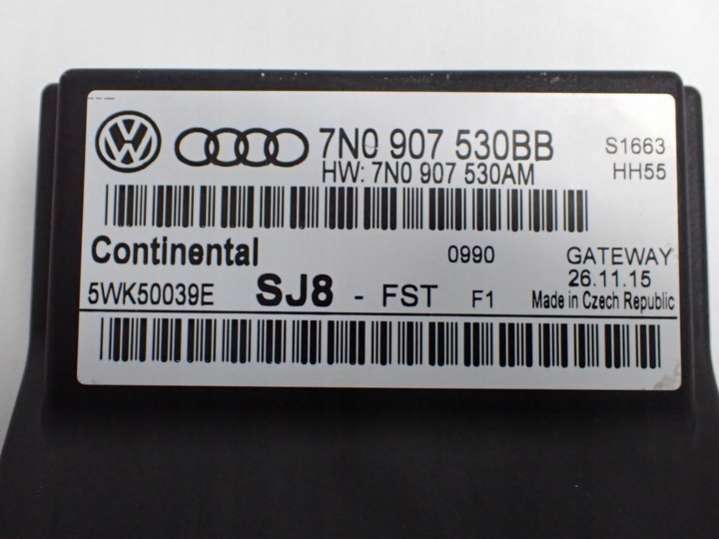 7N0 907 530BB S1663
HW: 7N0 907 530AM HH55
Continental 0990 GATEWAY
5WK50039E SJ8 - FST F1 26.11.15
Made in Czech Republic